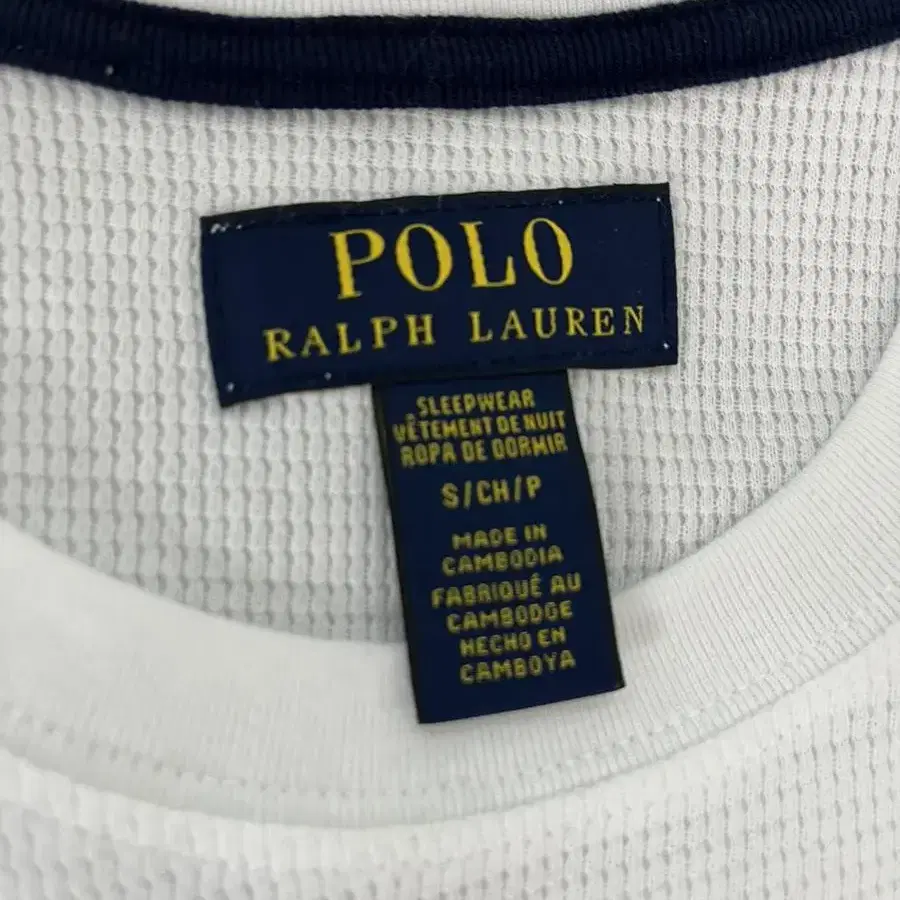 POLO
RALPH LAUREN
SLEEPWEAR
VÊTEMENT DE NUIT
ROPA DE DORMIR
S/CH/P
MADE IN
CAMBODIA
FABRIQUÉ AU
CAMBODGE
HECHO EN
CAMBOYA